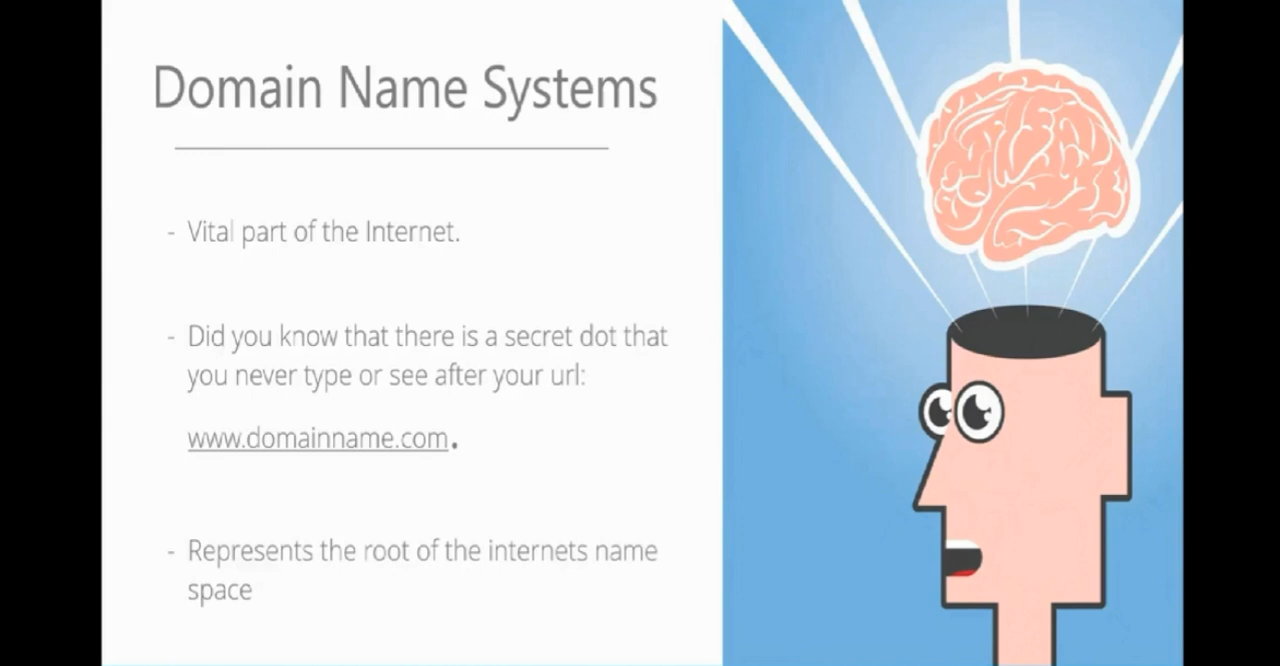 Domain Name Systems
- Vital part of the Internet.
- Did you know that there is a secret dot that
you never type or see after your url:
www.domainname.com.
- Represents the root of the internets name
space